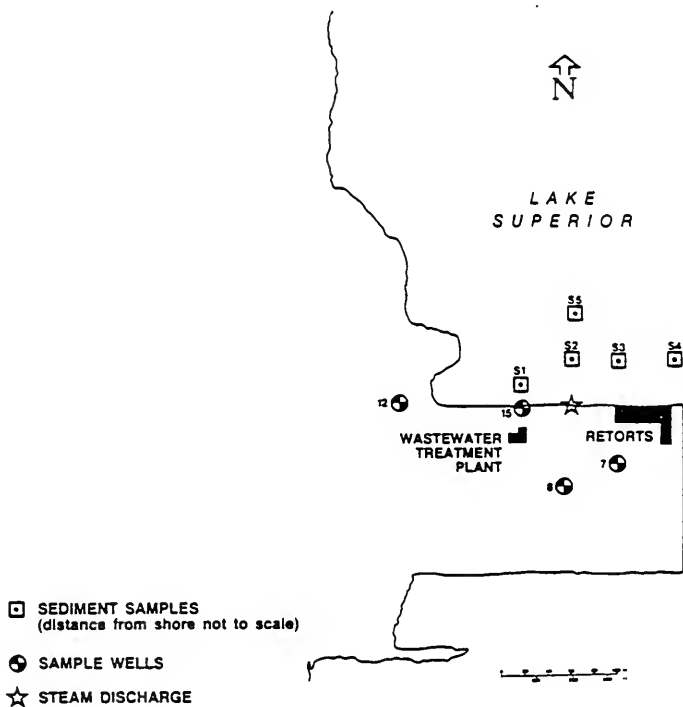 N
LAKE
SUPERIOR
S5
S2
S3
S4
S1
12
15
WASTEWATER
TREATMENT
PLANT
RETORTS
7
8
SEDIMENT SAMPLES
(distance from shore not to scale)
SAMPLE WELLS
STEAM DISCHARGE